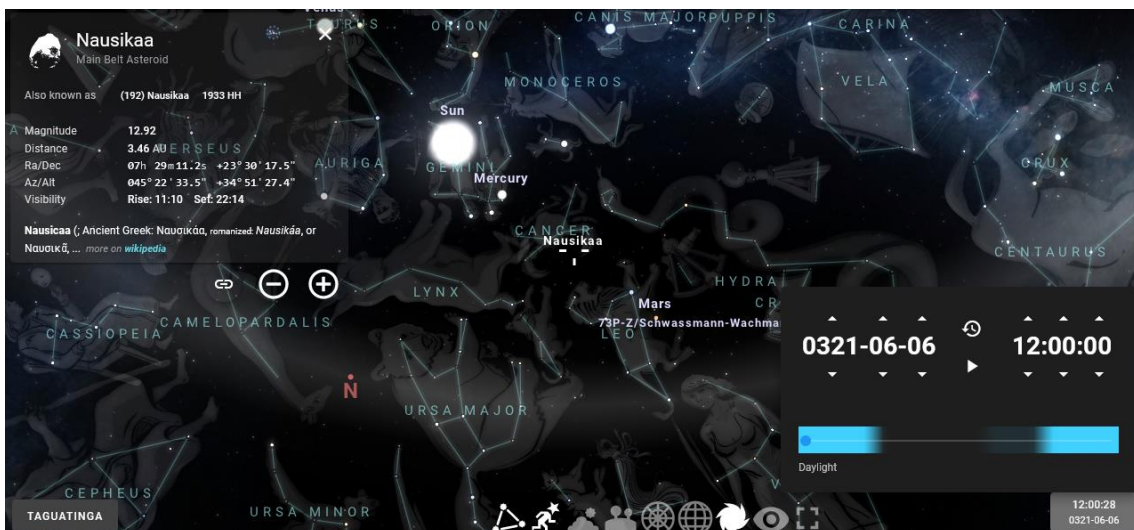 Venus
TAURUS
ORION
CANIS MAJOR
PUPPIS
CARINA
Nausikaa
Main Belt Asteroid
MONOCEROS
VELA
MUSCA
Also known as (192) Nausikaa 1933 HH
Sun
Magnitude 12.92
Distance 3.46 AU
Ra/Dec 07h 29m11.2s +23°30'17.5"
Az/Alt 045°22'33.5" +34°51'27.4"
Visibility Rise: 11:10 Set: 22:14
AURIGA
GEMINI
CRUX
Mercury
Nausicaa (; Ancient Greek: Ναυσικάα, romanized: Nausikáa, or
Ναυσικᾶ, ... more on wikipedia
CANCER
Nausikaa
CENTAURUS
HYDRA
LYNX
Mars
CAMELOPARDALIS
73P-Z/Schwassmann-Wachma
CASSIOPEIA
LEO
0321-06-06
12:00:00
N
URSA MAJOR
Daylight
CEPHEUS
URSA MINOR
TAGUATINGA
12:00:28
0321-06-06